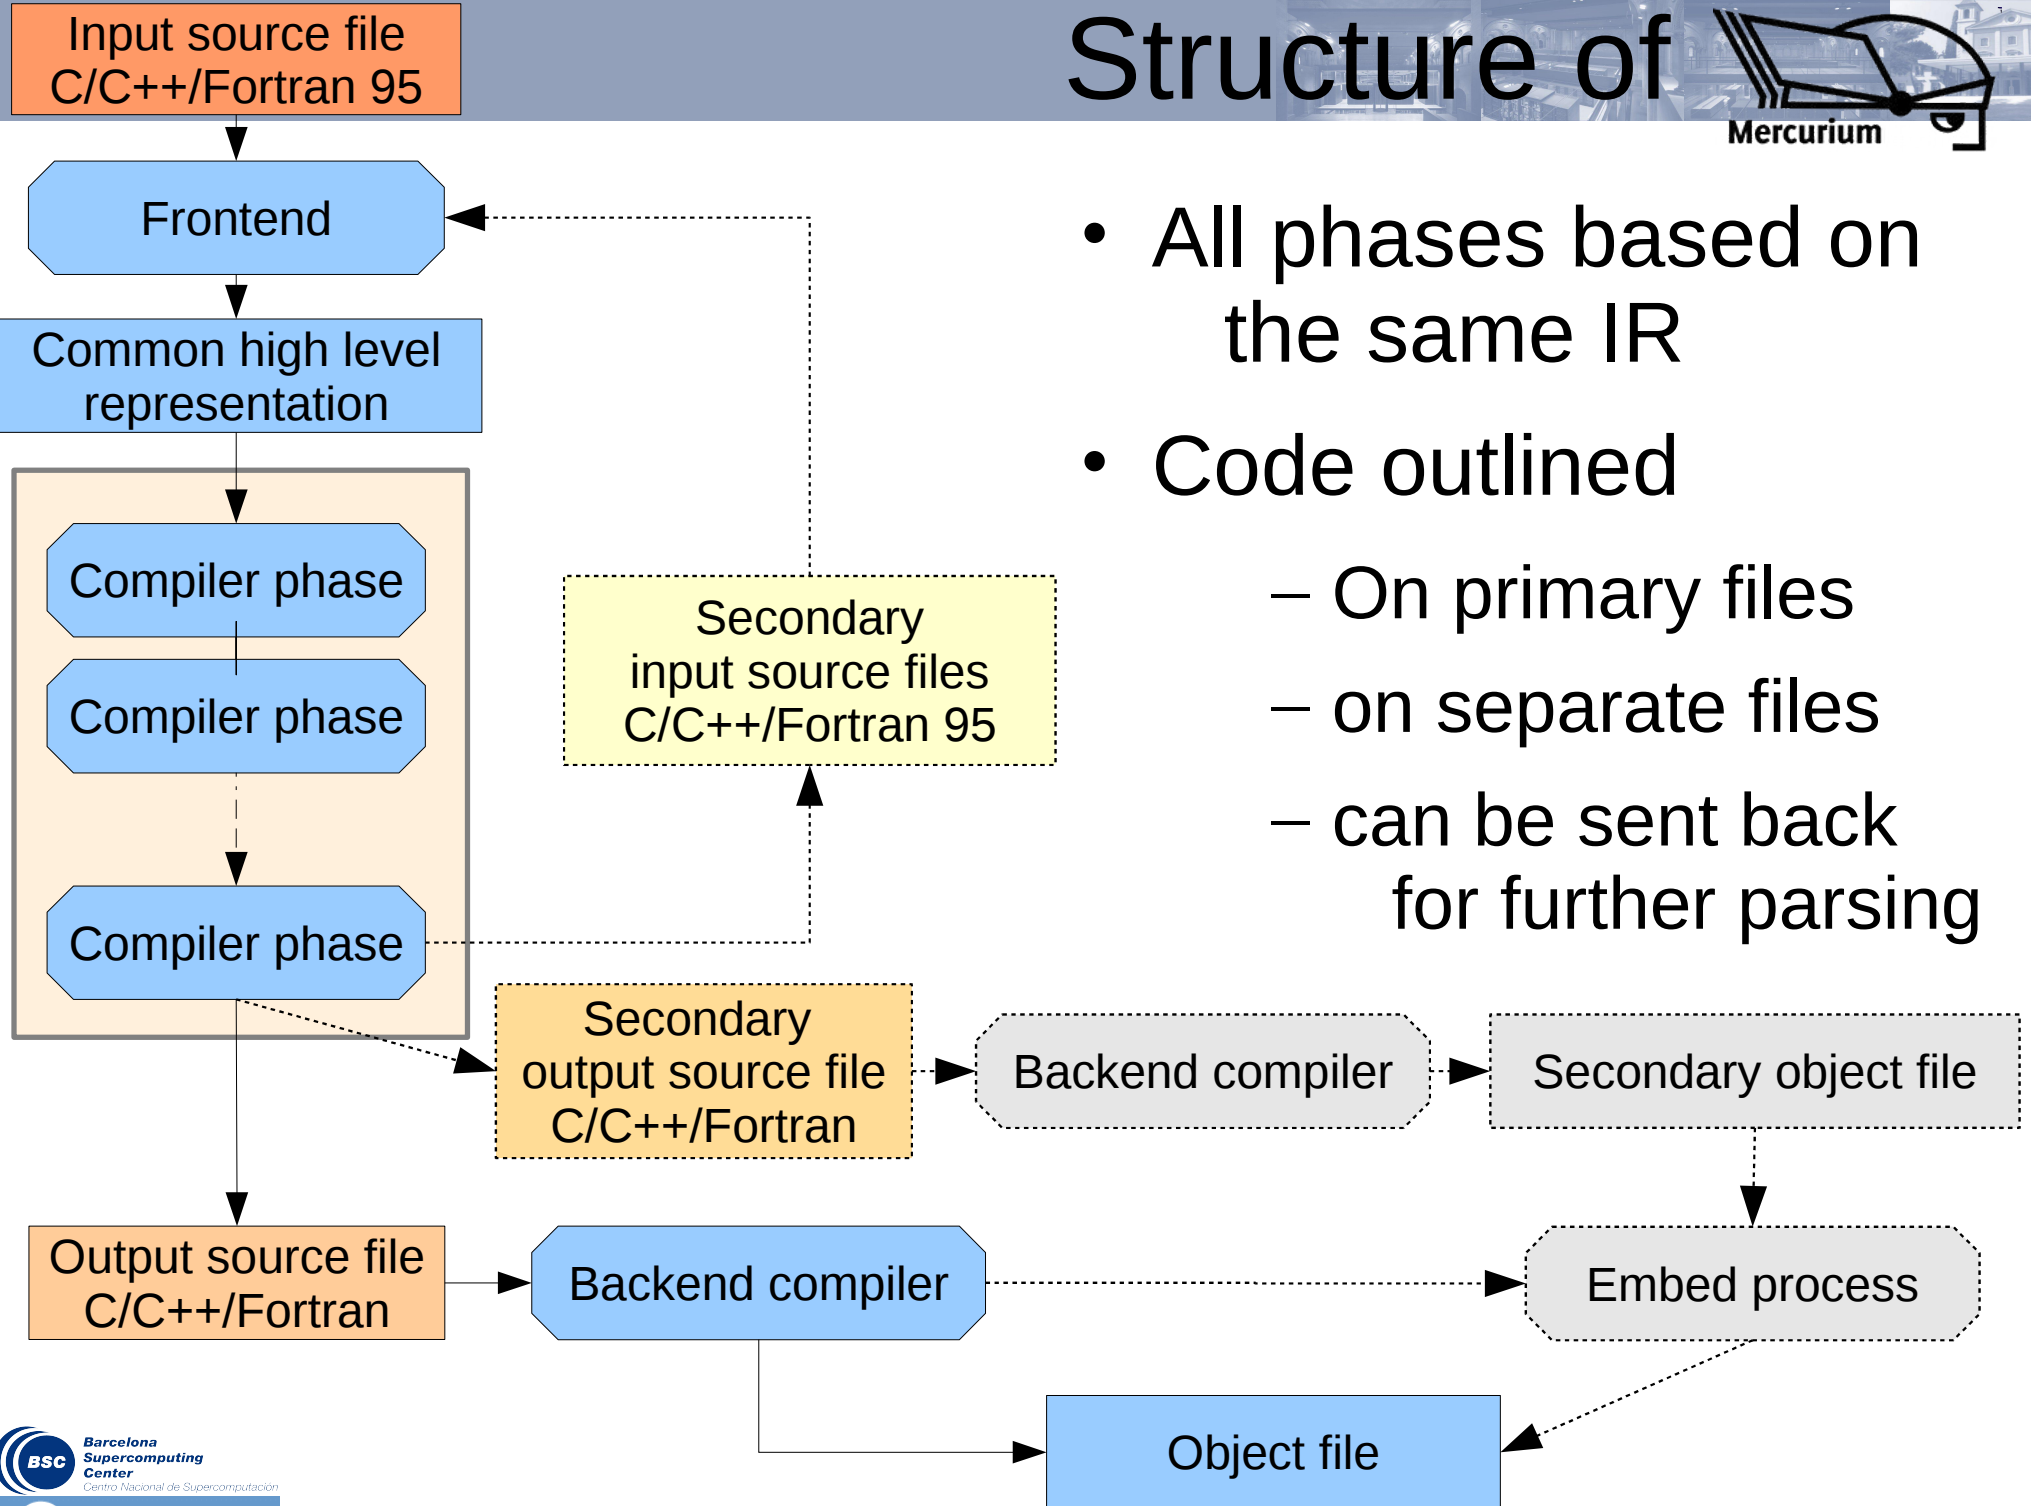 Input source file
C/C++/Fortran 95
Structure of
Mercurium
Frontend
Common high level
representation
Compiler phase
Compiler phase
Compiler phase
Secondary
input source files
C/C++/Fortran 95
• All phases based on
the same IR
• Code outlined
– On primary files
– on separate files
– can be sent back
for further parsing
Secondary
output source file
C/C++/Fortran
Backend compiler
Secondary object file
Output source file
C/C++/Fortran
Backend compiler
Embed process
Object file
BSC
Barcelona
Supercomputing
Center
Centro Nacional de Supercomputación